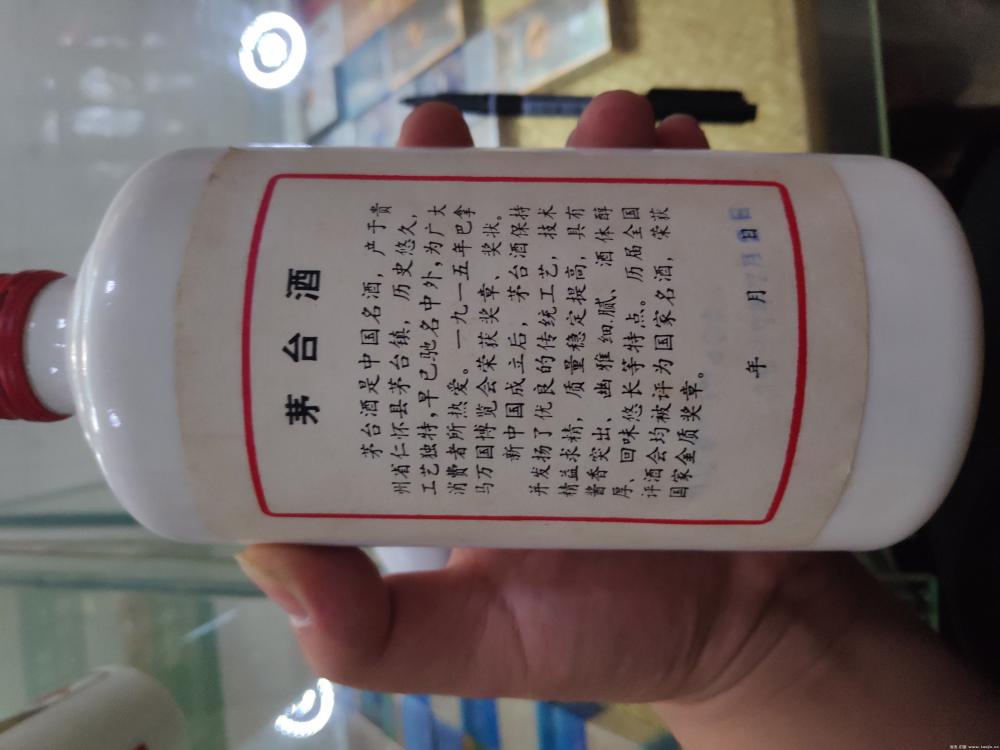 茅台酒
茅台酒是中国名酒，产于贵
州省仁怀县茅台镇，历史悠久，
工艺独特，早已驰名中外，为广大
消费者所热爱。一九一五年巴拿
马万国博览会荣获奖章、奖状。
新中国成立后，茅台酒保持
并发扬了优良的传统工艺，技术
精益求精，质量稳定提高，具有
酱香突出、幽雅细腻、酒体醇
厚、回味悠长等特点。历届全国
评酒会均被评为国家名酒，荣获
国家金质奖章。
年 月 日